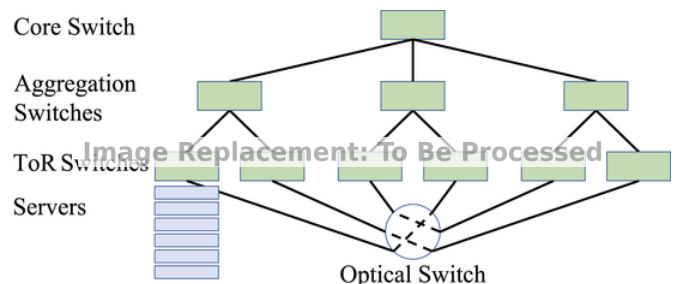 Core Switch
Aggregation
Switches
Image Replacement: To Be Processed
ToR Switches
Servers
Optical Switch